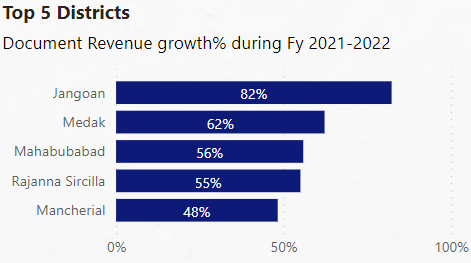 Top 5 Districts
Document Revenue growth% during Fy 2021-2022
Jangoan 82%
Medak 62%
Mahabubabad 56%
Rajanna Sircilla 55%
Mancherial 48%
0% 50% 100%